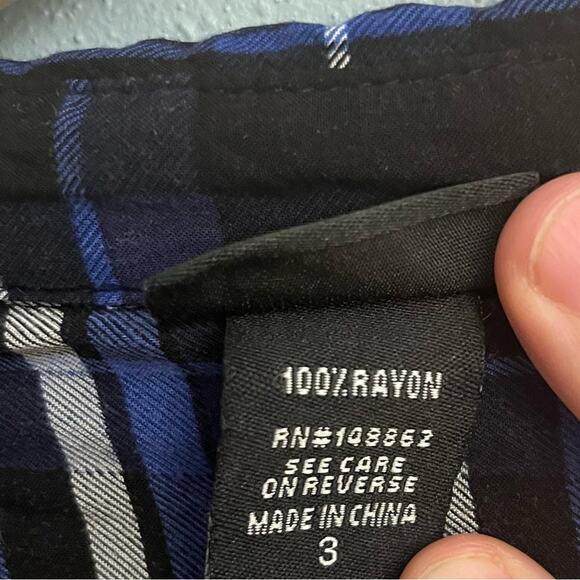 100% RAYON
RN#148862
SEE CARE
ON REVERSE
MADE IN CHINA
3